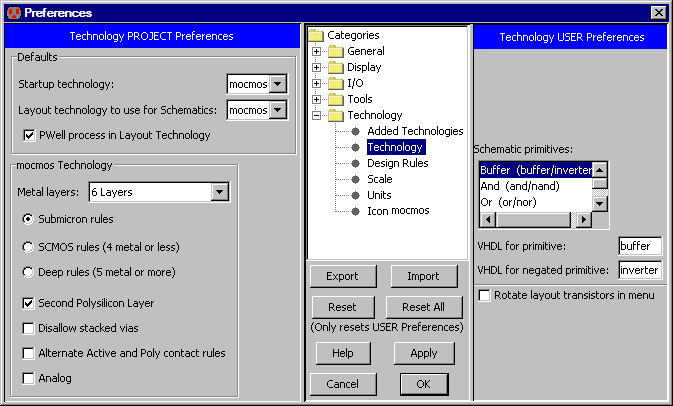 Preferences
Technology PROJECT Preferences
Defaults
Startup technology: mocmos
Layout technology to use for Schematics: mocmos
PWell process in Layout Technology
mocmos Technology
Metal layers: 6 Layers
Submicron rules
SCMOS rules (4 metal or less)
Deep rules (5 metal or more)
Second Polysilicon Layer
Disallow stacked vias
Alternate Active and Poly contact rules
Analog
Categories
General
Display
I/O
Tools
Technology
Added Technologies
Technology
Design Rules
Scale
Units
Icon mocmos
Export Import
Reset Reset All
(Only resets USER Preferences)
Help Apply
Cancel OK
Technology USER Preferences
Schematic primitives:
Buffer (buffer/inverter
And (and/nand)
Or (or/nor)
VHDL for primitive: buffer
VHDL for negated primitive: inverter
Rotate layout transistors in menu